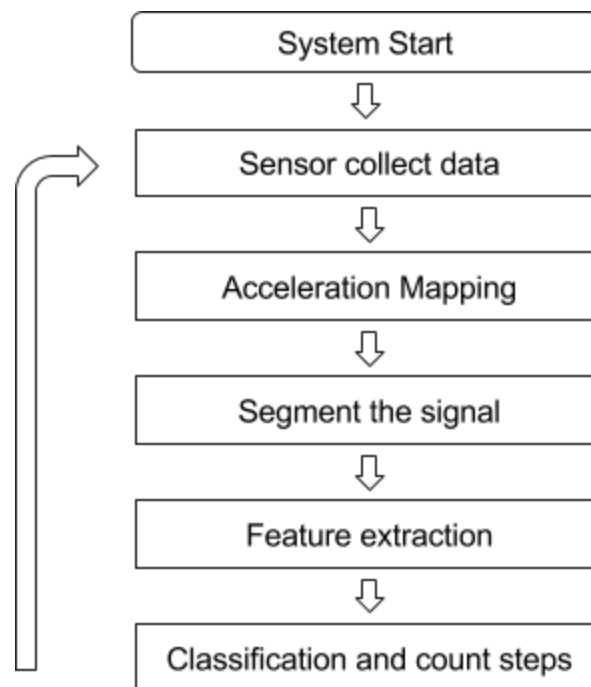 System Start
Sensor collect data
Acceleration Mapping
Segment the signal
Feature extraction
Classification and count steps